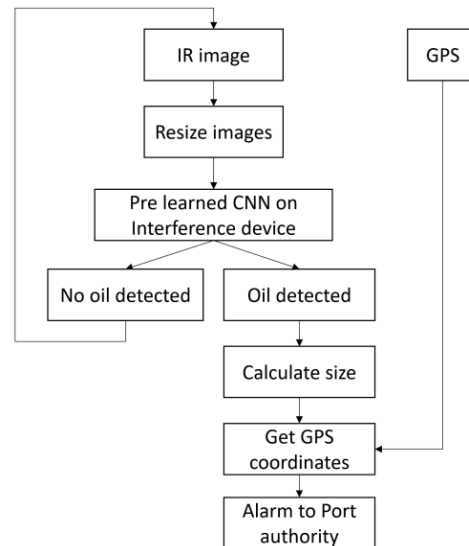 IR image
GPS
Resize images
Pre learned CNN on
Interference device
No oil detected
Oil detected
Calculate size
Get GPS
coordinates
Alarm to Port
authority